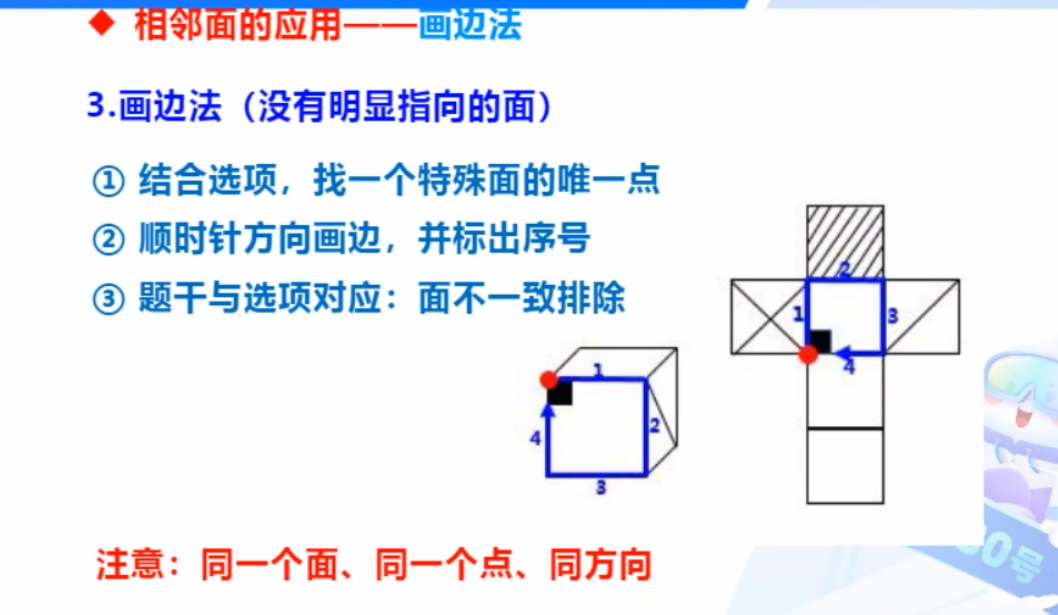 ◆ 相邻面的应用——画边法
3.画边法（没有明显指向的面）
① 结合选项，找一个特殊面的唯一点
② 顺时针方向画边，并标出序号
③ 题干与选项对应：面不一致排除
2
1
3
4
1
2
4
3
注意：同一个面、同一个点、同方向
00号